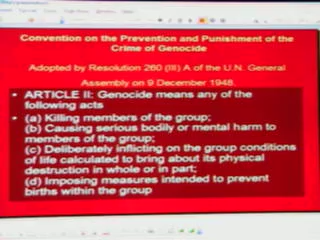 Convention on the Prevention and Punishment of the
Crime of Genocide
Adopted by Resolution 260 (III) A of the U.N. General
Assembly on 9 December 1948.
• ARTICLE II: Genocide means any of the
following acts
• (a) Killing members of the group;
(b) Causing serious bodily or mental harm to
members of the group;
(c) Deliberately inflicting on the group conditions
of life calculated to bring about its physical
destruction in whole or in part;
(d) Imposing measures intended to prevent
births within the group